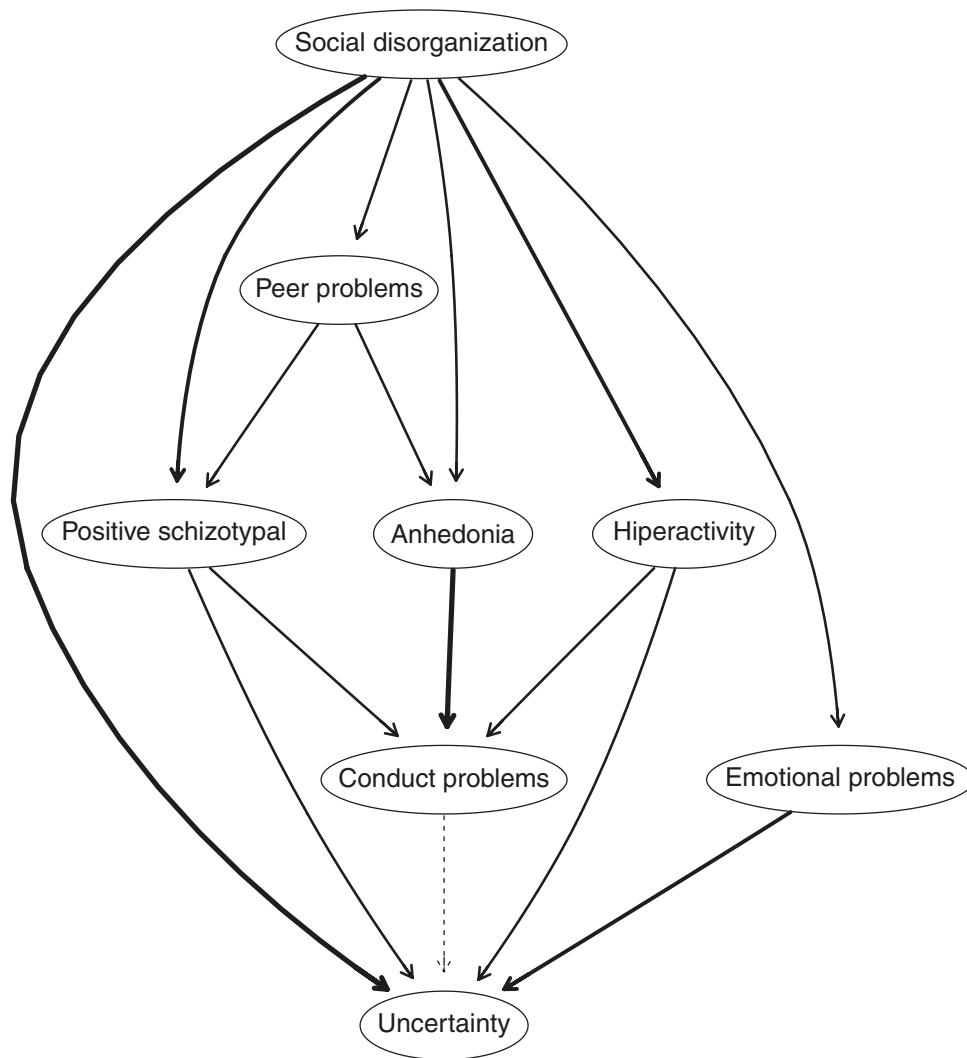 Social disorganization
Peer problems
Positive schizotypal
Anhedonia
Hiperactivity
Conduct problems
Emotional problems
Uncertainty